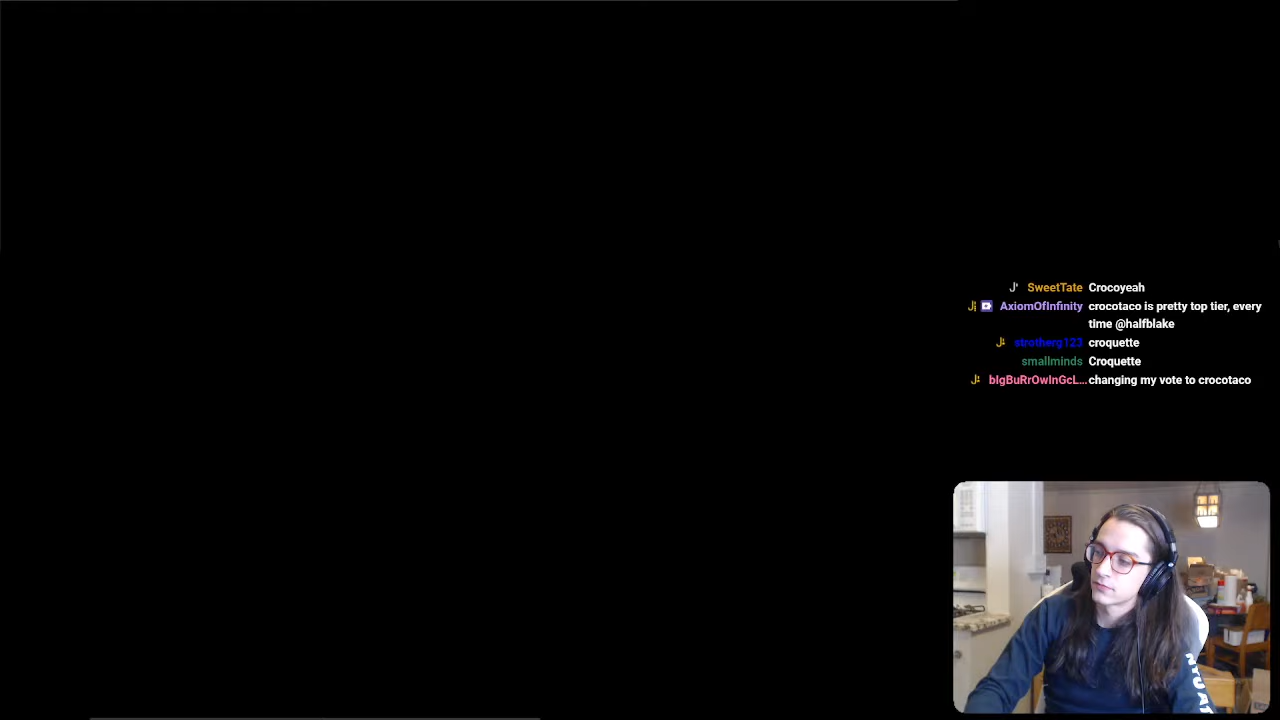 SweetTate Crocoyeah
AxiomOfInfinity crocotaco is pretty top tier, every
time @halfblake
strotherg123 croquette
smallminds Croquette
bIgBuRrOwInGcL... changing my vote to crocotaco